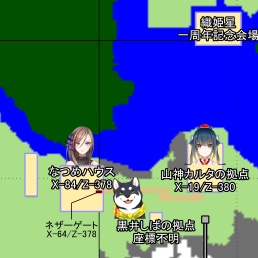 織姫星
一周年記念会場
なつめハウス
X-84/Z-378
山神カルタの拠点
X-19/Z-380
ネザーゲート
X-64/Z-378
黒井しばの拠点
座標不明